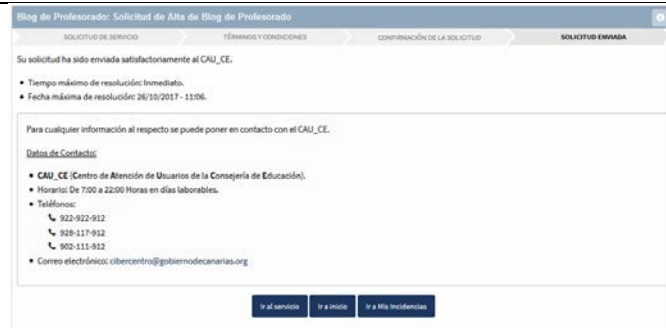 Blog de Profesorado: Solicitud de Alta de Blog de Profesorado
SOLICITUD DE SERVICIO
TÉRMINOS Y CONDICIONES
CONFIRMACIÓN DE LA SOLICITUD
SOLICITUD ENVIADA
Su solicitud ha sido enviada satisfactoriamente al CAU_CE.
• Tiempo máximo de resolución: Inmediato.
• Fecha máxima de resolución: 26/10/2017 - 11:06.
Para cualquier información al respecto se puede poner en contacto con el CAU_CE.
Datos de Contacto:
• CAU_CE (Centro de Atención de Usuarios de la Consejería de Educación).
• Horario: De 7:00 a 22:00 Horas en días laborables.
• Teléfonos:
922-922-912
928-117-912
902-111-912
• Correo electrónico: cibercentro@gobiernodecanarias.org
Ir al servicio
Ir a inicio
Ir a Mis Incidencias